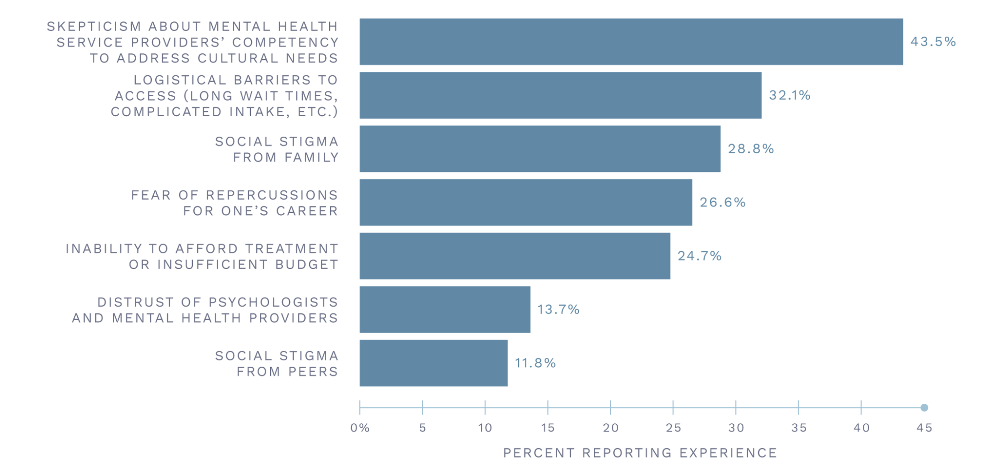 SKEPTICISM ABOUT MENTAL HEALTH
SERVICE PROVIDERS’ COMPETENCY
TO ADDRESS CULTURAL NEEDS
43.5%
LOGISTICAL BARRIERS TO
ACCESS (LONG WAIT TIMES,
COMPLICATED INTAKE, ETC.)
32.1%
SOCIAL STIGMA
FROM FAMILY
28.8%
FEAR OF REPERCUSSIONS
FOR ONE’S CAREER
26.6%
INABILITY TO AFFORD TREATMENT
OR INSUFFICIENT BUDGET
24.7%
DISTRUST OF PSYCHOLOGISTS
AND MENTAL HEALTH PROVIDERS
13.7%
SOCIAL STIGMA
FROM PEERS
11.8%
0% 5 10 15 20 25 30 35 40 45
PERCENT REPORTING EXPERIENCE